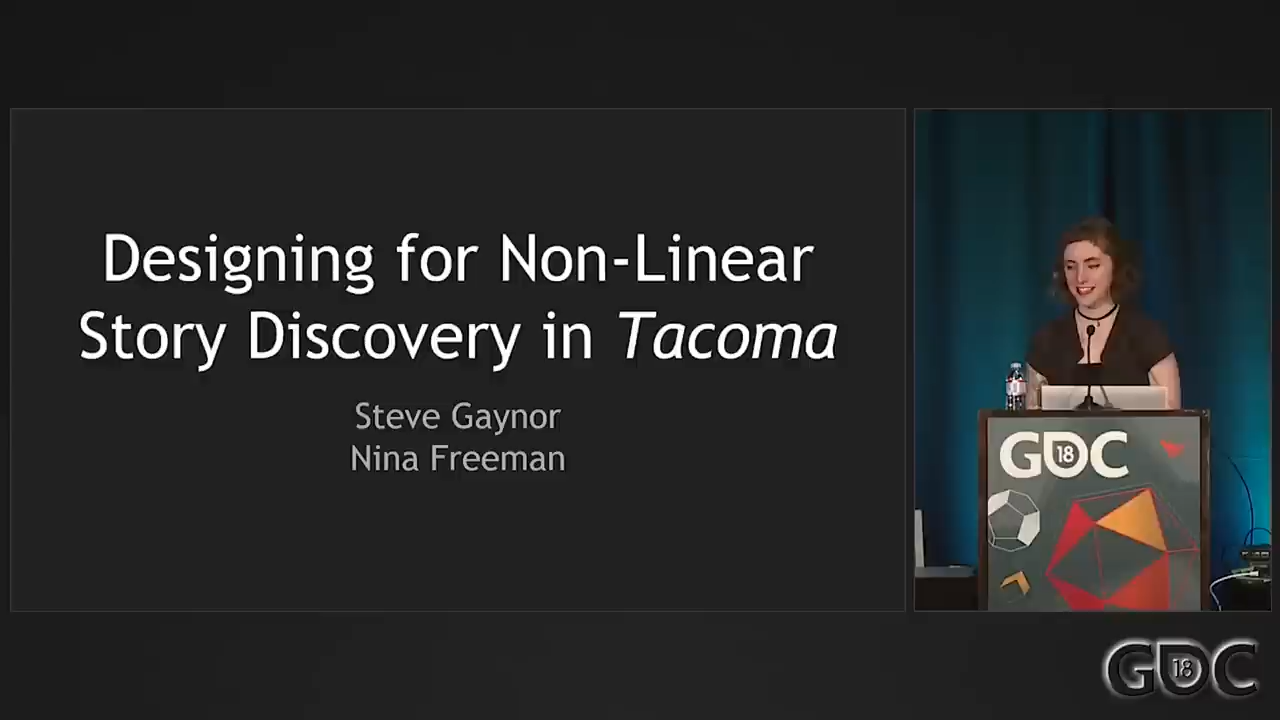 Designing for Non-Linear
Story Discovery in Tacoma
Steve Gaynor
Nina Freeman
GDC 18
GDC 18